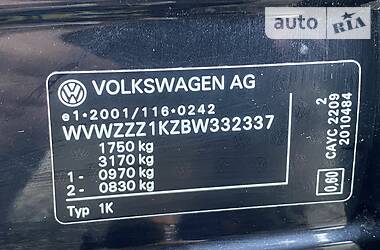 auto RIA
VOLKSWAGEN AG
e1*2001/116*0242
WVWZZZ1KZBW332337
1750 kg
3170 kg
1- 0970 kg
2- 0830 kg
Typ 1K
CAYC 2209
2
2010484
0.60